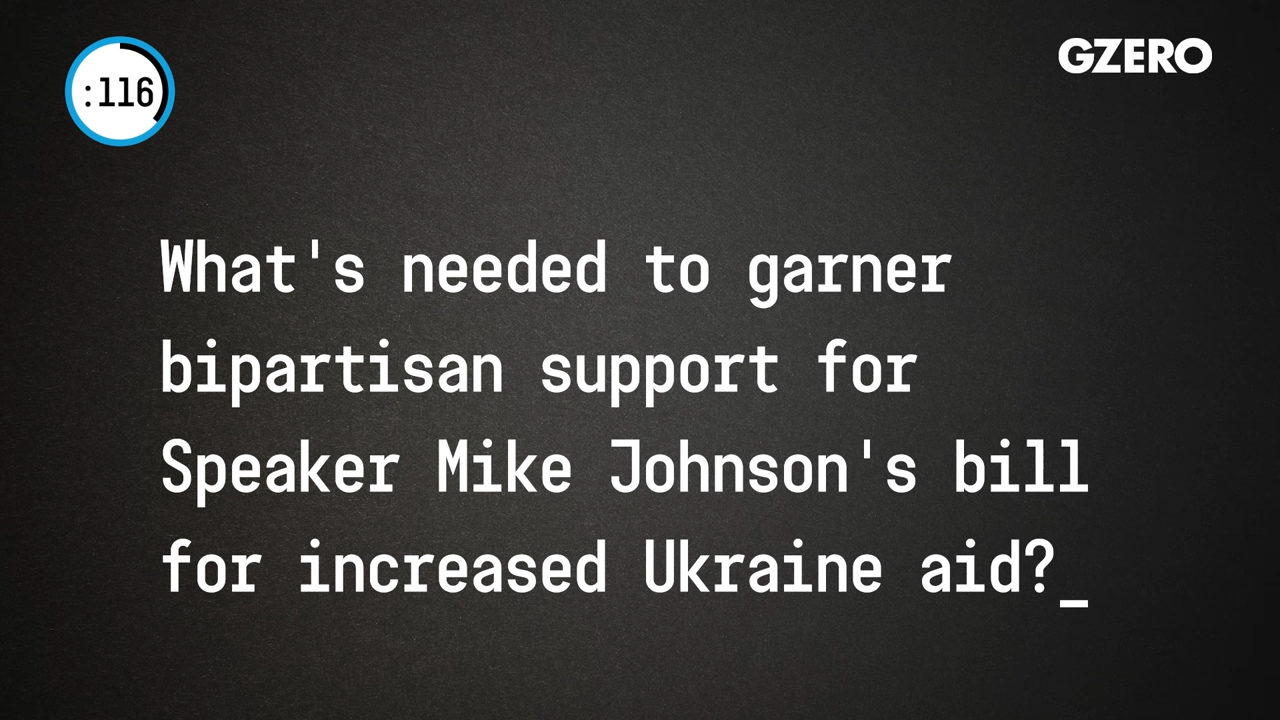 :116
GZERO
What's needed to garner
bipartisan support for
Speaker Mike Johnson's bill
for increased Ukraine aid?_